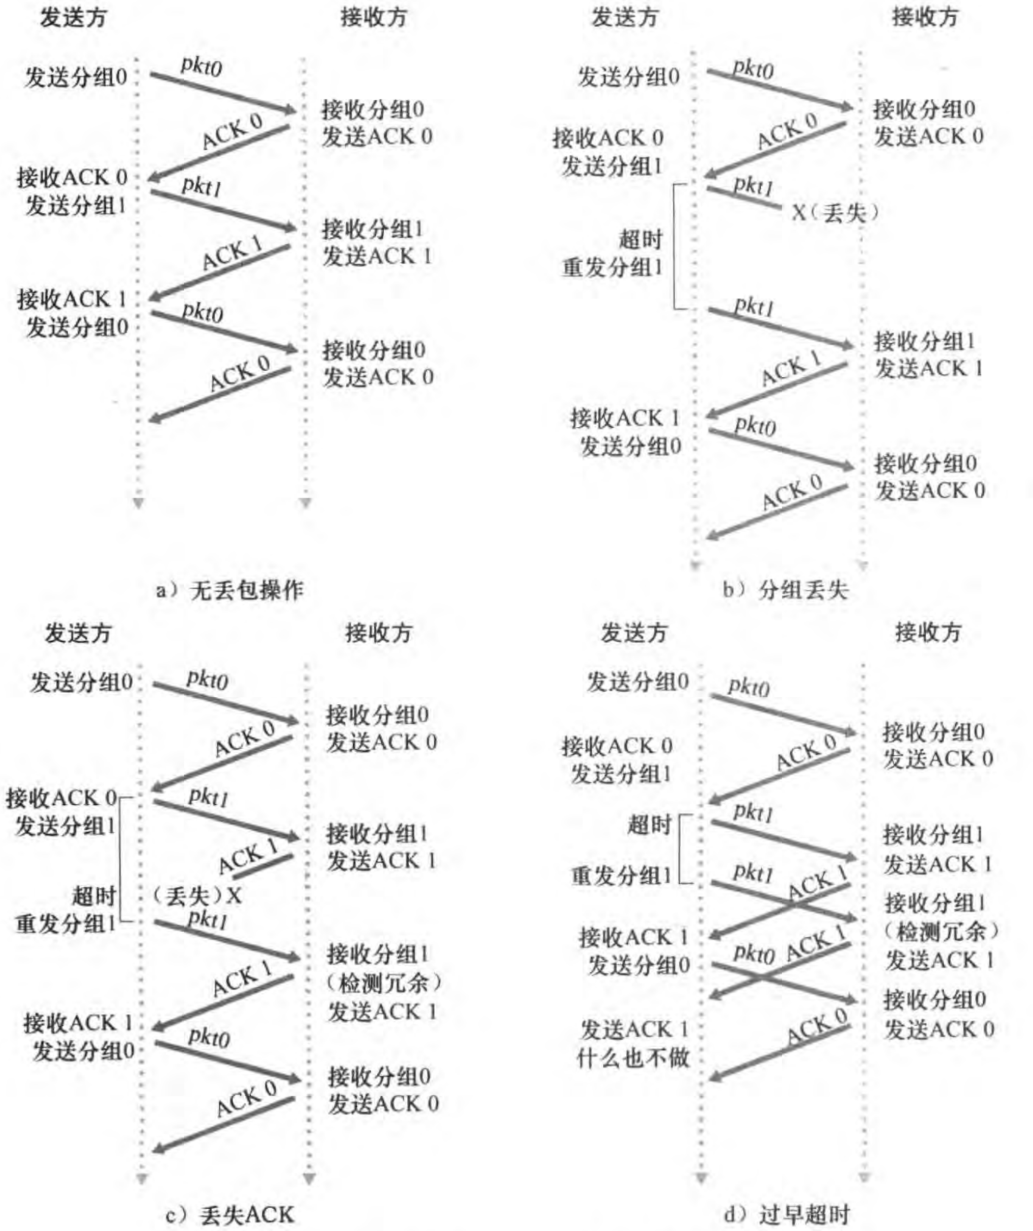 发送方
接收方
发送分组0
pkt0
接收分组0
发送ACK 0
ACK 0
接收ACK 0
发送分组1
pkt1
接收分组1
发送ACK 1
ACK 1
接收ACK 1
发送分组0
pkt0
接收分组0
发送ACK 0
ACK 0
a）无丢包操作
发送方
接收方
发送分组0
pkt0
接收分组0
发送ACK 0
ACK 0
接收ACK 0
发送分组1
pkt1
X（丢失）
超时
重发分组1
pkt1
接收分组1
发送ACK 1
ACK 1
接收ACK 1
发送分组0
pkt0
接收分组0
发送ACK 0
ACK 0
b）分组丢失
发送方
接收方
发送分组0
pkt0
接收分组0
发送ACK 0
ACK 0
接收ACK 0
发送分组1
pkt1
接收分组1
发送ACK 1
ACK 1
（丢失）X
超时
重发分组1
pkt1
接收分组1
（检测冗余）
发送ACK 1
ACK 1
接收ACK 1
发送分组0
pkt0
接收分组0
发送ACK 0
ACK 0
c）丢失ACK
发送方
接收方
发送分组0
pkt0
接收分组0
发送ACK 0
ACK 0
接收ACK 0
发送分组1
超时
pkt1
接收分组1
发送ACK 1
重发分组1
pkt1
ACK 1
接收分组1
（检测冗余）
发送ACK 1
接收ACK 1
发送分组0
pkt0
ACK 1
接收分组0
发送ACK 0
发送ACK 1
什么也不做
ACK 0
d）过早超时